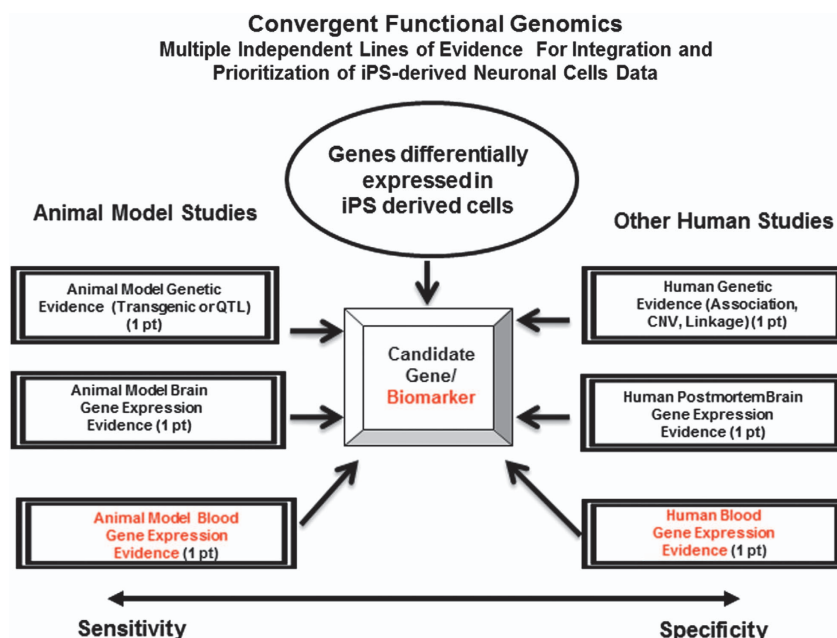 Convergent Functional Genomics
Multiple Independent Lines of Evidence For Integration and
Prioritization of iPS-derived Neuronal Cells Data
Genes differentially
expressed in
iPS derived cells
Animal Model Studies
Other Human Studies
Animal Model Genetic
Evidence (Transgenic or QTL)
(1 pt)
Human Genetic
Evidence (Association,
CNV, Linkage) (1 pt)
Candidate
Gene/
Biomarker
Animal Model Brain
Gene Expression
Evidence (1 pt)
Human Postmortem Brain
Gene Expression
Evidence (1 pt)
Animal Model Blood
Gene Expression
Evidence (1 pt)
Human Blood
Gene Expression
Evidence (1 pt)
Sensitivity
Specificity